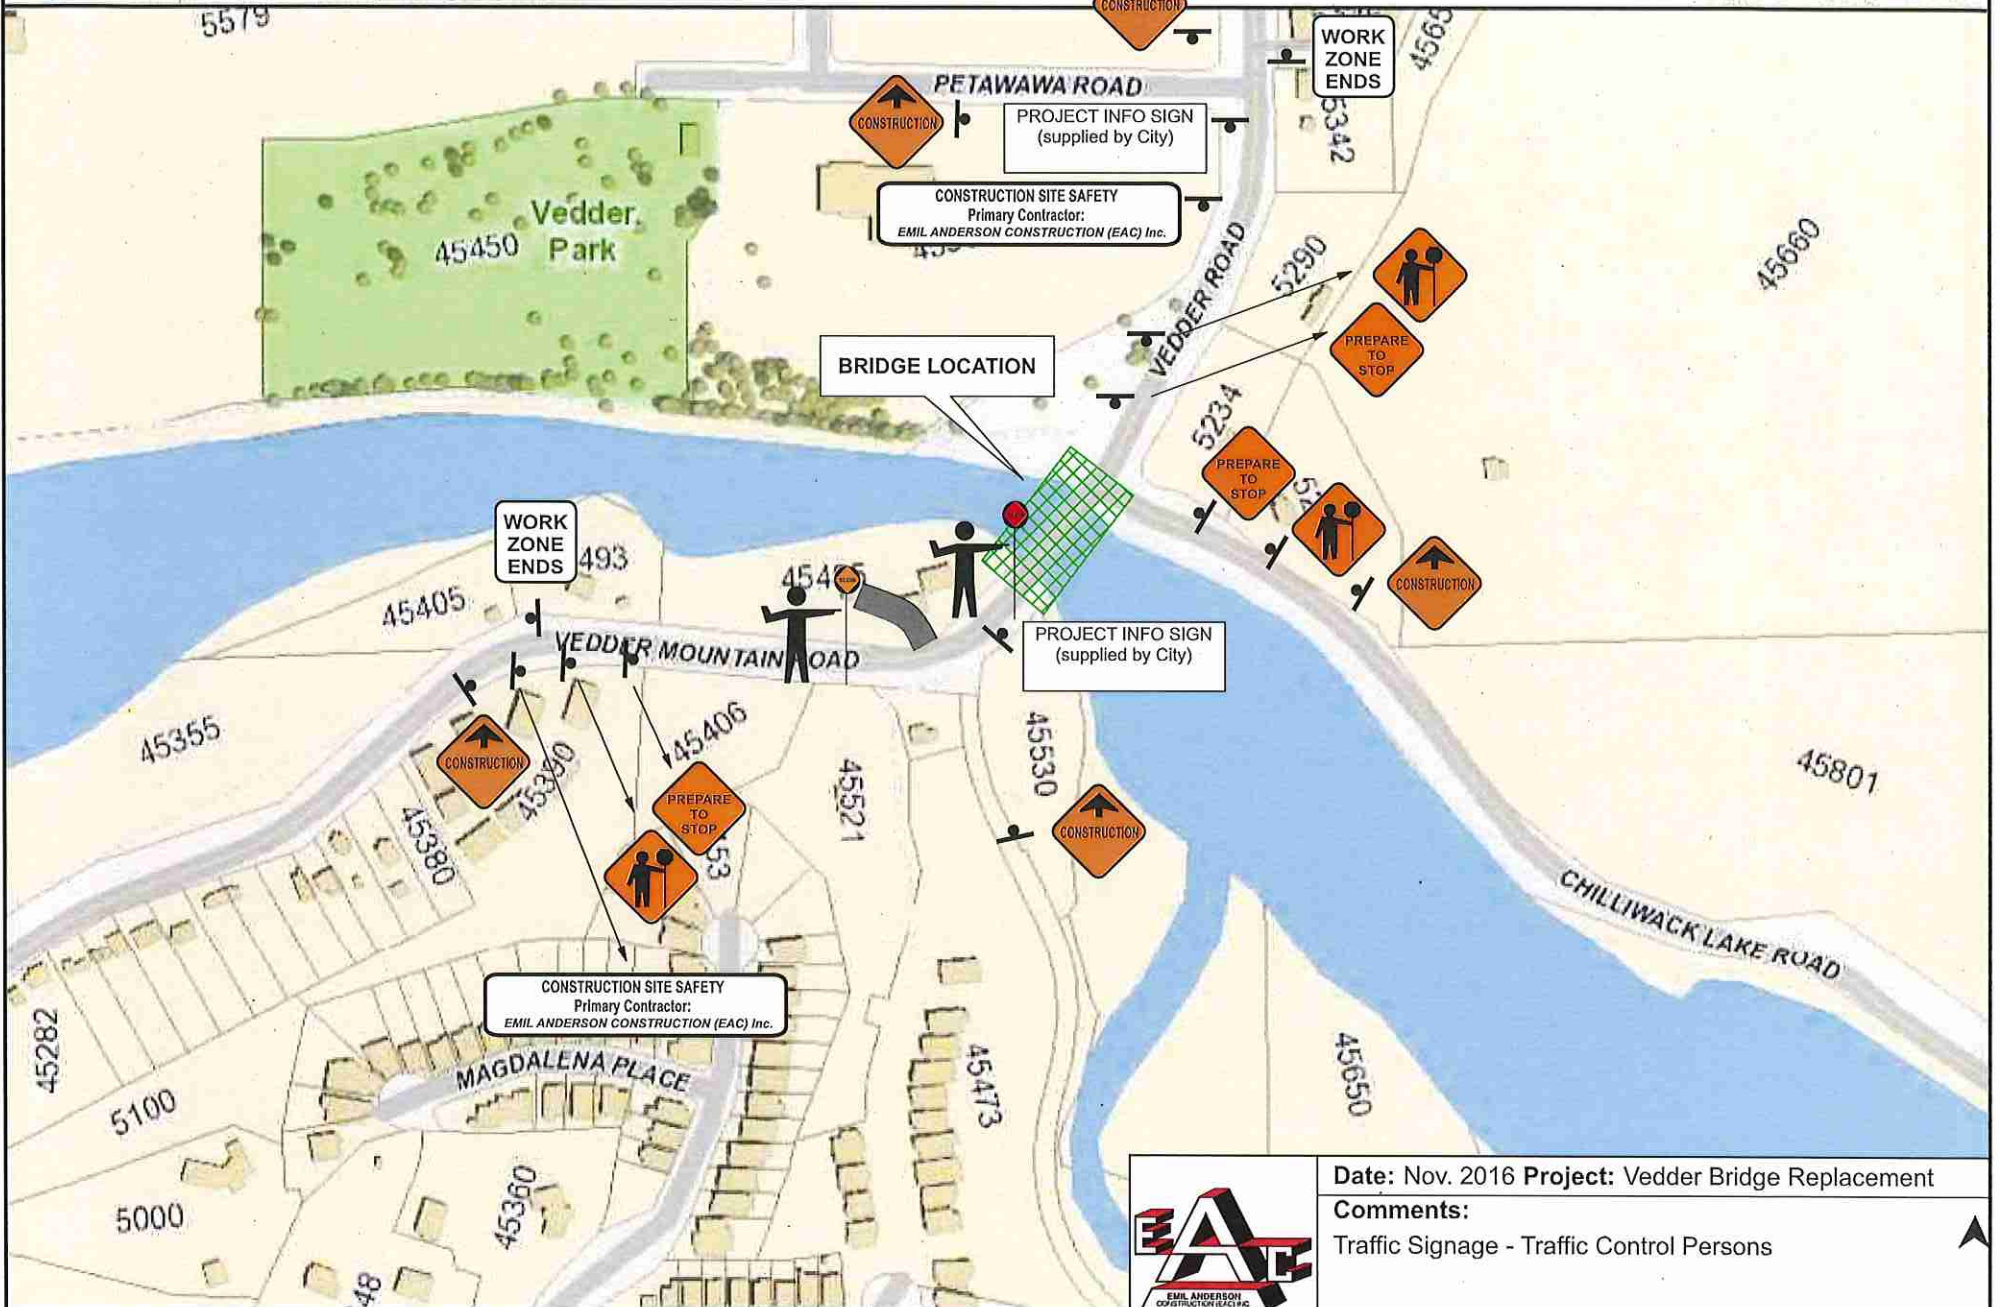 5579
CONSTRUCTION
WORK
ZONE
ENDS
PETAWAWA ROAD
CONSTRUCTION
PROJECT INFO SIGN
(supplied by City)
5342
CONSTRUCTION SITE SAFETY
Primary Contractor:
EMIL ANDERSON CONSTRUCTION (EAC) Inc.
Vedder
Park
45450
VEDDER ROAD
5290
45660
PREPARE
TO
STOP
BRIDGE LOCATION
5234
PREPARE
TO
STOP
CONSTRUCTION
WORK
ZONE
ENDS
493
45405
VEDDER MOUNTAIN ROAD
PROJECT INFO SIGN
(supplied by City)
45355
CONSTRUCTION
45390
45406
45380
PREPARE
TO
STOP
53
45521
45530
CONSTRUCTION
45801
CHILLIWACK LAKE ROAD
CONSTRUCTION SITE SAFETY
Primary Contractor:
EMIL ANDERSON CONSTRUCTION (EAC) Inc.
45282
MAGDALENA PLACE
5100
45473
45650
5000
45360
48
EAC
EMIL ANDERSON
CONSTRUCTION (EAC) INC
Date: Nov. 2016 Project: Vedder Bridge Replacement
Comments:
Traffic Signage - Traffic Control Persons